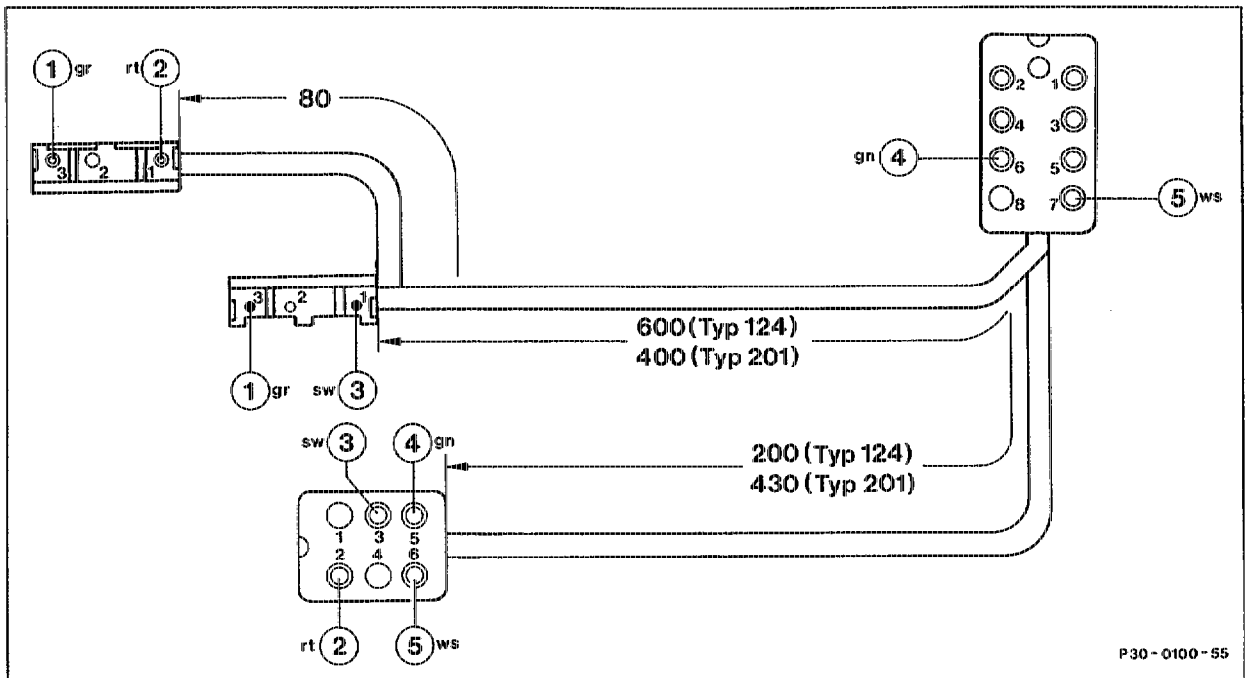 1 gr rt 2
80
3 2 1
2 1
4 3
6 5
8 7
gn 4
5 ws
3 2 1
600 (Typ 124)
400 (Typ 201)
1 gr sw 3
sw 3 4 gn
200 (Typ 124)
430 (Typ 201)
1 3 5
2 4 6
rt 2 5 ws
P30-0100-55